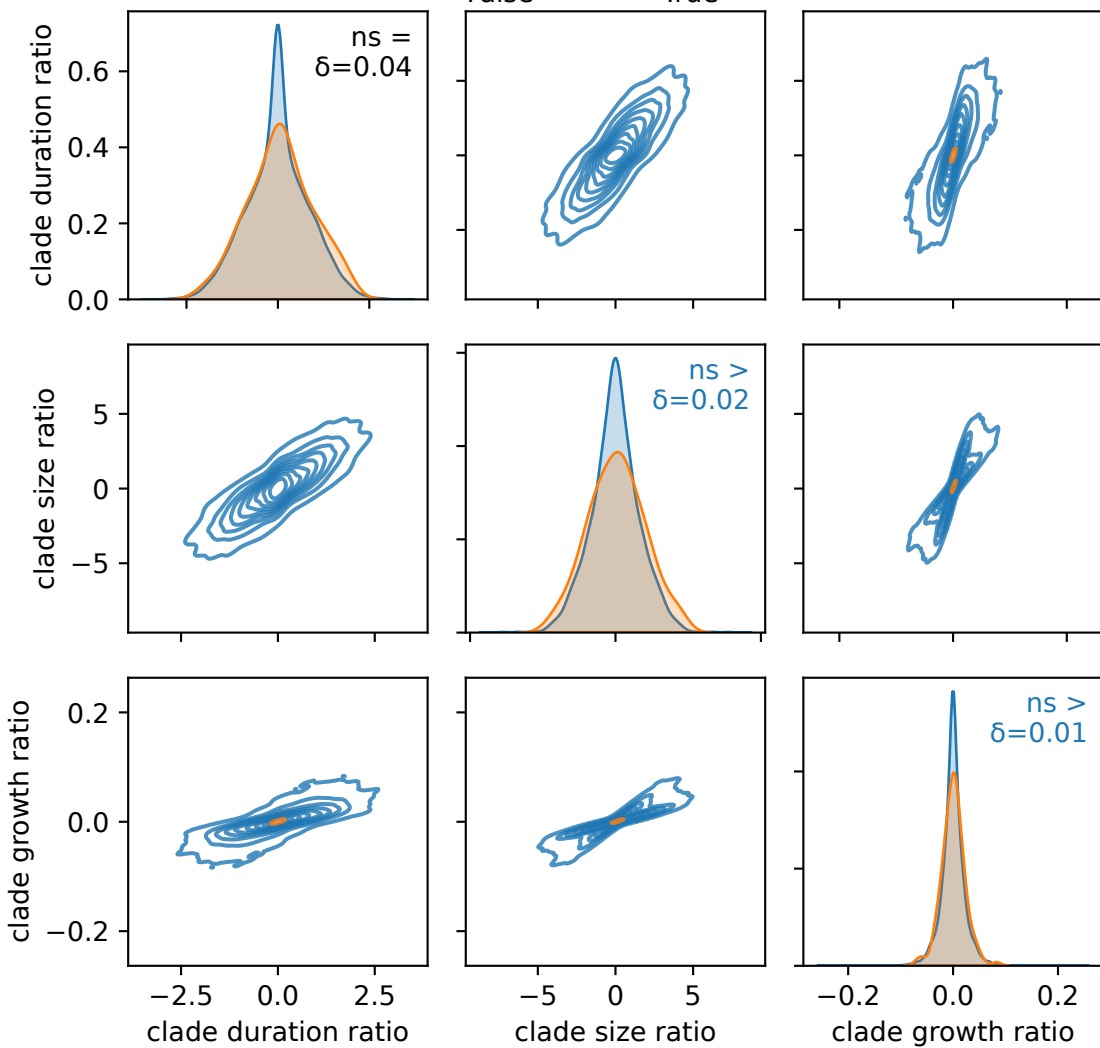 clade duration ratio
0.6
0.4
0.2
0.0
ns =
δ=0.04
clade size ratio
5
0
−5
ns >
δ=0.02
clade growth ratio
0.2
0.0
−0.2
ns >
δ=0.01
−2.5 0.0 2.5
−5 0 5
−0.2 0.0 0.2
clade duration ratio
clade size ratio
clade growth ratio